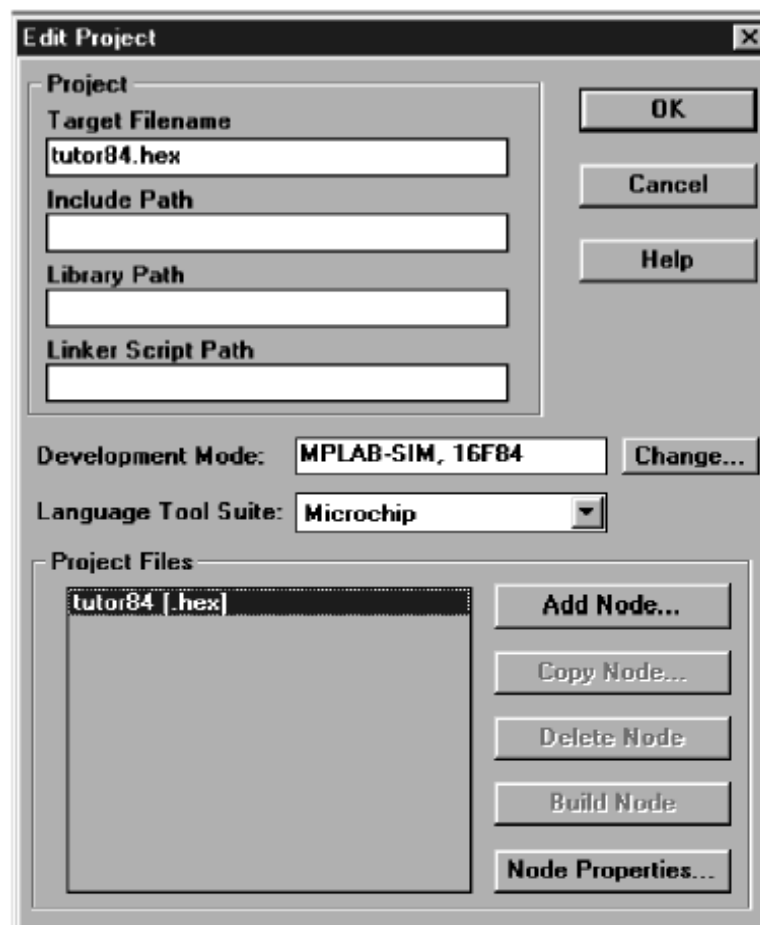 Edit Project
Project
Target Filename
tutor84.hex
Include Path
Library Path
Linker Script Path
OK
Cancel
Help
Development Mode: MPLAB-SIM, 16F84 Change...
Language Tool Suite: Microchip
Project Files
tutor84 [.hex]
Add Node...
Copy Node...
Delete Node
Build Node
Node Properties...